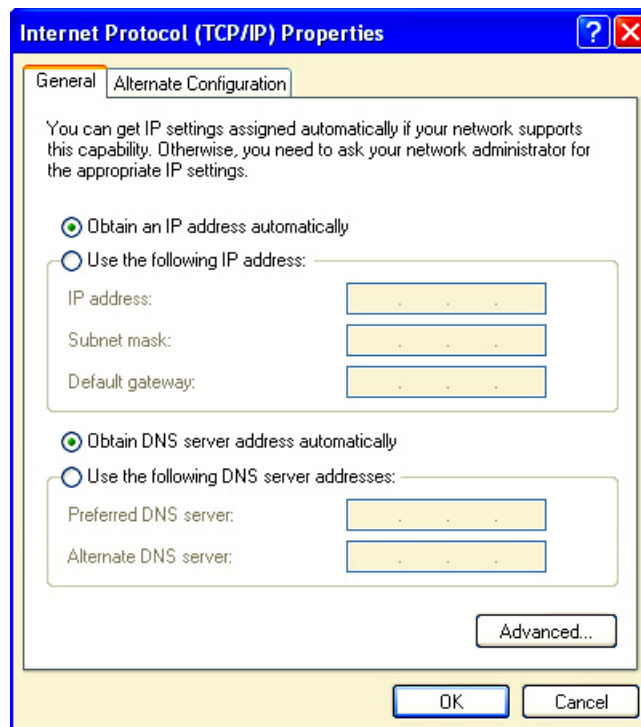 Internet Protocol (TCP/IP) Properties
General
Alternate Configuration
You can get IP settings assigned automatically if your network supports
this capability. Otherwise, you need to ask your network administrator for
the appropriate IP settings.
Obtain an IP address automatically
Use the following IP address:
IP address:
Subnet mask:
Default gateway:
Obtain DNS server address automatically
Use the following DNS server addresses:
Preferred DNS server:
Alternate DNS server:
Advanced...
OK
Cancel